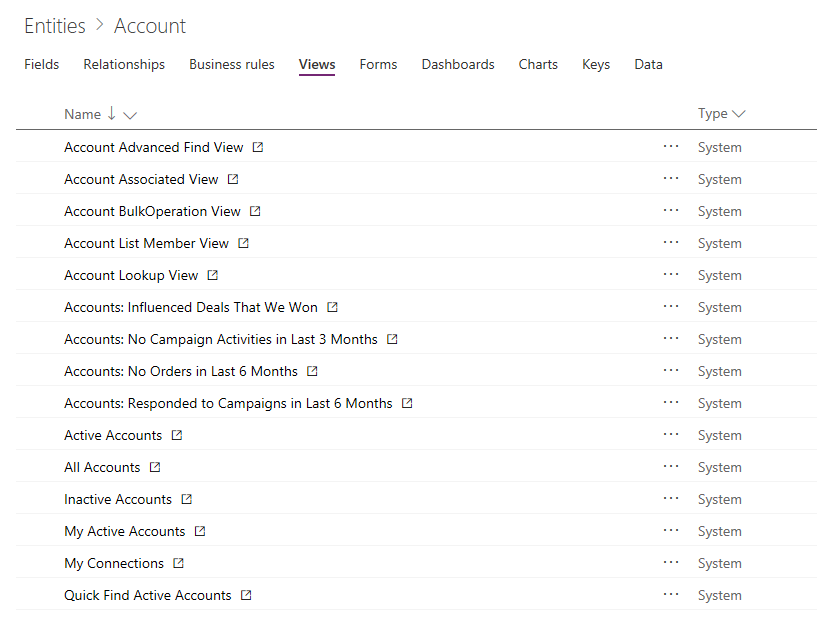 Entities > Account
Fields Relationships Business rules Views Forms Dashboards Charts Keys Data
Name Type
Account Advanced Find View ··· System
Account Associated View ··· System
Account BulkOperation View ··· System
Account List Member View ··· System
Account Lookup View ··· System
Accounts: Influenced Deals That We Won ··· System
Accounts: No Campaign Activities in Last 3 Months ··· System
Accounts: No Orders in Last 6 Months ··· System
Accounts: Responded to Campaigns in Last 6 Months ··· System
Active Accounts ··· System
All Accounts ··· System
Inactive Accounts ··· System
My Active Accounts ··· System
My Connections ··· System
Quick Find Active Accounts ··· System